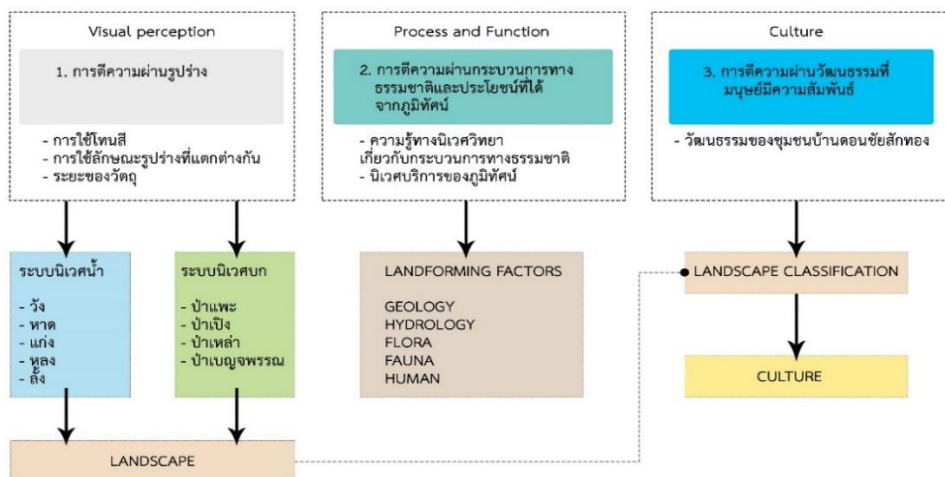 Visual perception
1. การตีความผ่านรูปร่าง
- การใช้โทนสี
- การใช้ลักษณะรูปร่างที่แตกต่างกัน
- ระยะของวัตถุ
ระบบนิเวศน้ำ
- วัง
- หาด
- แก่ง
- หลง
- ลั้ง
ระบบนิเวศบก
- ป่าแพะ
- ป่าเปิง
- ป่าเหล่า
- ป่าเบญจพรรณ
LANDSCAPE
Process and Function
2. การตีความผ่านกระบวนการทาง
ธรรมชาติและประโยชน์ที่ได้
จากภูมิทัศน์
- ความรู้ทางนิเวศวิทยา
เกี่ยวกับกระบวนการทางธรรมชาติ
- นิเวศบริการของภูมิทัศน์
LANDFORMING FACTORS
GEOLOGY
HYDROLOGY
FLORA
FAUNA
HUMAN
Culture
3. การตีความผ่านวัฒนธรรมที่
มนุษย์มีความสัมพันธ์
- วัฒนธรรมของชุมชนบ้านดอนชัยสักทอง
LANDSCAPE CLASSIFICATION
CULTURE